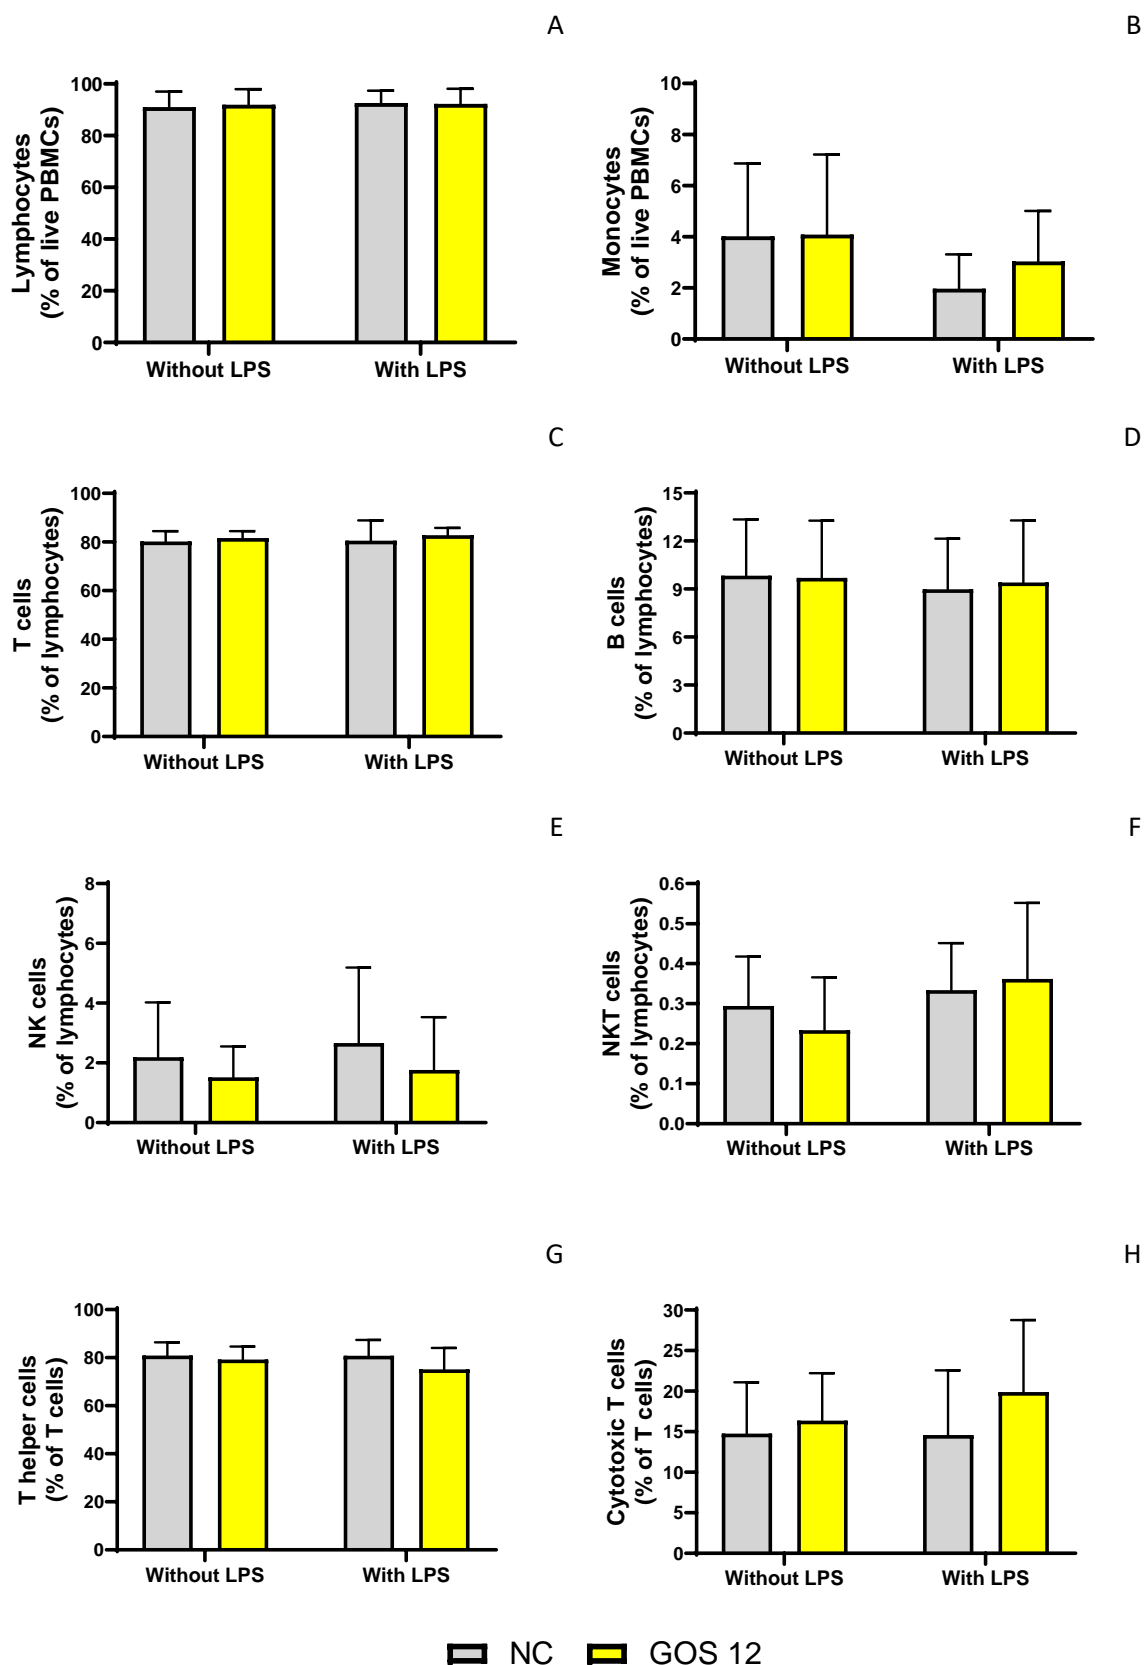 A
Lymphocytes
(% of live PBMCs)
100
80
60
40
20
0
Without LPS
With LPS
B
Monocytes
(% of live PBMCs)
10
8
6
4
2
0
Without LPS
With LPS
C
T cells
(% of lymphocytes)
100
80
60
40
20
0
Without LPS
With LPS
D
B cells
(% of lymphocytes)
15
12
9
6
3
0
Without LPS
With LPS
E
NK cells
(% of lymphocytes)
8
6
4
2
0
Without LPS
With LPS
F
NKT cells
(% of lymphocytes)
0.6
0.5
0.4
0.3
0.2
0.1
0.0
Without LPS
With LPS
G
T helper cells
(% of T cells)
100
80
60
40
20
0
Without LPS
With LPS
H
Cytotoxic T cells
(% of T cells)
30
25
20
15
10
5
0
Without LPS
With LPS
NC
GOS 12